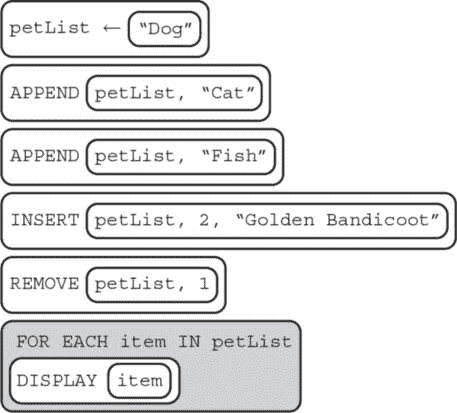 petList ← “Dog”
APPEND petList, “Cat”
APPEND petList, “Fish”
INSERT petList, 2, “Golden Bandicoot”
REMOVE petList, 1
FOR EACH item IN petList
DISPLAY item